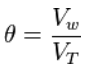 θ = V_w / V_T